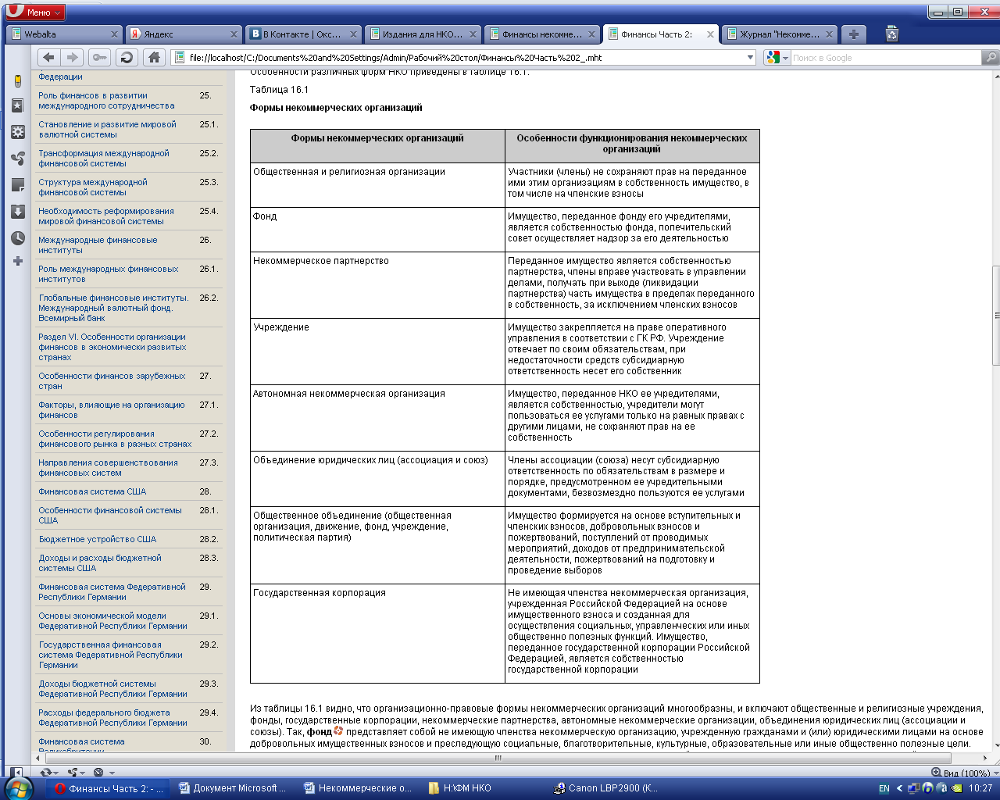 Меню
Webalta
Яндекс
В Контакте | Окс...
Издания для НКО...
Финансы некомме...
Финансы Часть 2:
Журнал "Некомме...
file://localhost/C:/Documents%20and%20Settings/Admin/Рабочий%20стол/Финансы%20Часть%202_.mht
Поиск в Google
Федерации
Роль финансов в развитии 25.
международного сотрудничества
Становление и развитие мировой 25.1.
валютной системы
Трансформация международной 25.2.
финансовой системы
Структура международной 25.3.
финансовой системы
Необходимость реформирования 25.4.
мировой финансовой системы
Международные финансовые 26.
институты
Роль международных финансовых 26.1.
институтов
Глобальные финансовые институты. 26.2.
Международный валютный фонд.
Всемирный банк
Раздел VI. Особенности организации
финансов в экономически развитых
странах
Особенности финансов зарубежных 27.
стран
Факторы, влияющие на организацию 27.1.
финансов
Особенности регулирования 27.2.
финансового рынка в разных странах
Направления совершенствования 27.3.
финансовых систем
Финансовая система США 28.
Особенности финансовой системы 28.1.
США
Бюджетное устройство США 28.2.
Доходы и расходы бюджетной 28.3.
системы США
Финансовая система Федеративной 29.
Республики Германии
Основы экономической модели 29.1.
Федеративной Республики Германии
Государственная финансовая 29.2.
система Федеративной Республики
Германии
Доходы бюджетной системы 29.3.
Федеративной Республики Германии
Расходы федерального бюджета 29.4.
Федеративной Республики Германии
Финансовая система 30.
Великобритании
Особенности различных форм НКО приведены в таблице 16.1.
Таблица 16.1
Формы некоммерческих организаций
Формы некоммерческих организаций
Особенности функционирования некоммерческих
организаций
Общественная и религиозная организации
Участники (члены) не сохраняют прав на переданное
ими этим организациям в собственность имущество, в
том числе на членские взносы
Фонд
Имущество, переданное фонду его учредителями,
является собственностью фонда, попечительский
совет осуществляет надзор за его деятельностью
Некоммерческое партнерство
Переданное имущество является собственностью
партнерства, члены вправе участвовать в управлении
делами, получать при выходе (ликвидации
партнерства) часть имущества в пределах переданного
в собственность, за исключением членских взносов
Учреждение
Имущество закрепляется на праве оперативного
управления в соответствии с ГК РФ. Учреждение
отвечает по своим обязательствам, при
недостаточности средств субсидиарную
ответственность несет его собственник
Автономная некоммерческая организация
Имущество, переданное НКО ее учредителями,
является собственностью, учредители могут
пользоваться ее услугами только на равных правах с
другими лицами, не сохраняют прав на ее
собственность
Объединение юридических лиц (ассоциация и союз)
Члены ассоциации (союза) несут субсидиарную
ответственность по обязательствам в размере и
порядке, предусмотренном ее учредительными
документами, безвозмездно пользуются ее услугами
Общественное объединение (общественная
организация, движение, фонд, учреждение,
политическая партия)
Имущество формируется на основе вступительных и
членских взносов, добровольных взносов и
пожертвований, поступлений от проводимых
мероприятий, доходов от предпринимательской
деятельности, пожертвований на подготовку и
проведение выборов
Государственная корпорация
Не имеющая членства некоммерческая организация,
учрежденная Российской Федерацией на основе
имущественного взноса и созданная для
осуществления социальных, управленческих или иных
общественно полезных функций. Имущество,
переданное государственной корпорации Российской
Федерацией, является собственностью
государственной корпорации
Из таблицы 16.1 видно, что организационно-правовые формы некоммерческих организаций многообразны, и включают общественные и религиозные учреждения,
фонды, государственные корпорации, некоммерческие партнерства, автономные некоммерческие организации, объединения юридических лиц (ассоциации и
союзы). Так, фонд представляет собой не имеющую членства некоммерческую организацию, учрежденную гражданами и (или) юридическими лицами на основе
добровольных имущественных взносов и преследующую социальные, благотворительные, культурные, образовательные или иные общественно полезные цели.
Вид (100%)
Финансы Часть 2: - ...
Документ Microsoft ...
Некоммерческие о...
H:\ФМ НКО
Canon LBP2900 (К...
EN
10:27